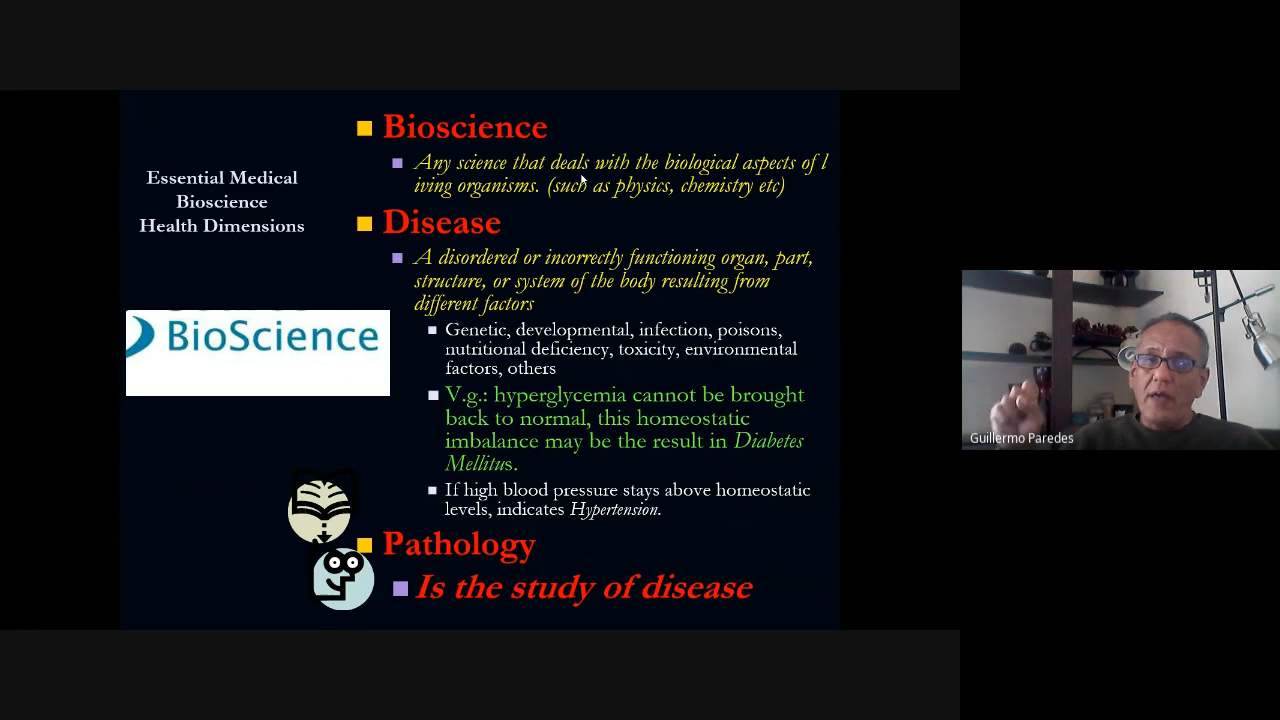 Essential Medical
Bioscience
Health Dimensions
BioScience
Bioscience
Any science that deals with the biological aspects of l
iving organisms. (such as physics, chemistry etc)
Disease
A disordered or incorrectly functioning organ, part,
structure, or system of the body resulting from
different factors
Genetic, developmental, infection, poisons,
nutritional deficiency, toxicity, environmental
factors, others
V.g.: hyperglycemia cannot be brought
back to normal, this homeostatic
imbalance may be the result in Diabetes
Mellitus.
If high blood pressure stays above homeostatic
levels, indicates Hypertension.
Pathology
Is the study of disease
Guillermo Paredes